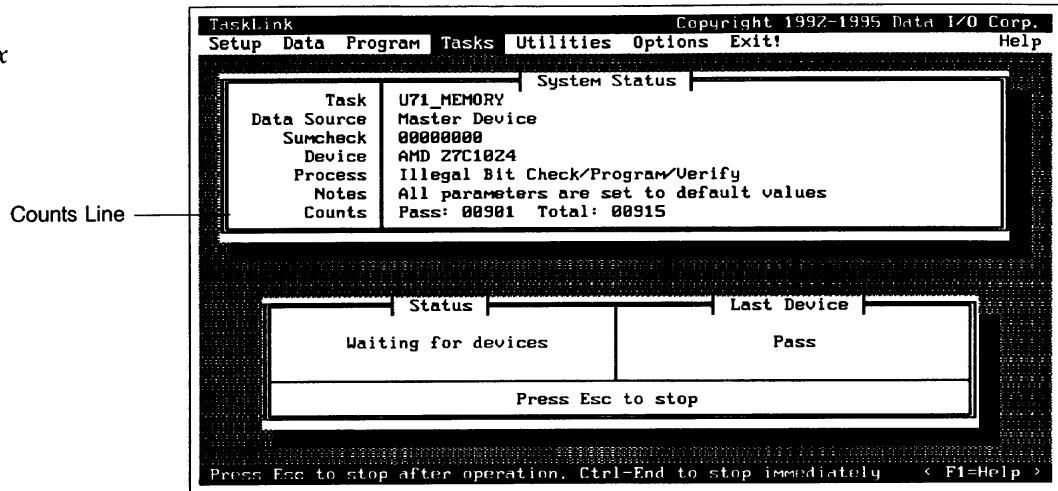 TaskLink Copyright 1992-1995 Data I/O Corp.
Setup Data Program Tasks Utilities Options Exit! Help
System Status
Task U71_MEMORY
Data Source Master Device
Sumcheck 00000000
Device AMD 27C1024
Process Illegal Bit Check/Program/Verify
Notes All parameters are set to default values
Counts Pass: 00901 Total: 00915
Counts Line
Status Last Device
Waiting for devices Pass
Press Esc to stop
Press Esc to stop after operation, Ctrl-End to stop immediately < F1=Help >